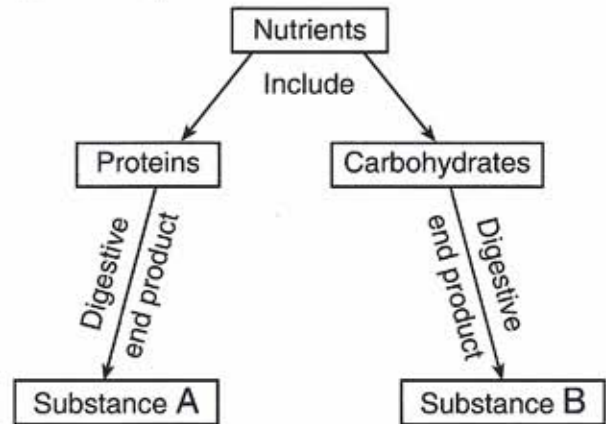 Nutrients
Include
Proteins
Carbohydrates
Digestive
end product
end product
Digestive
Substance A
Substance B